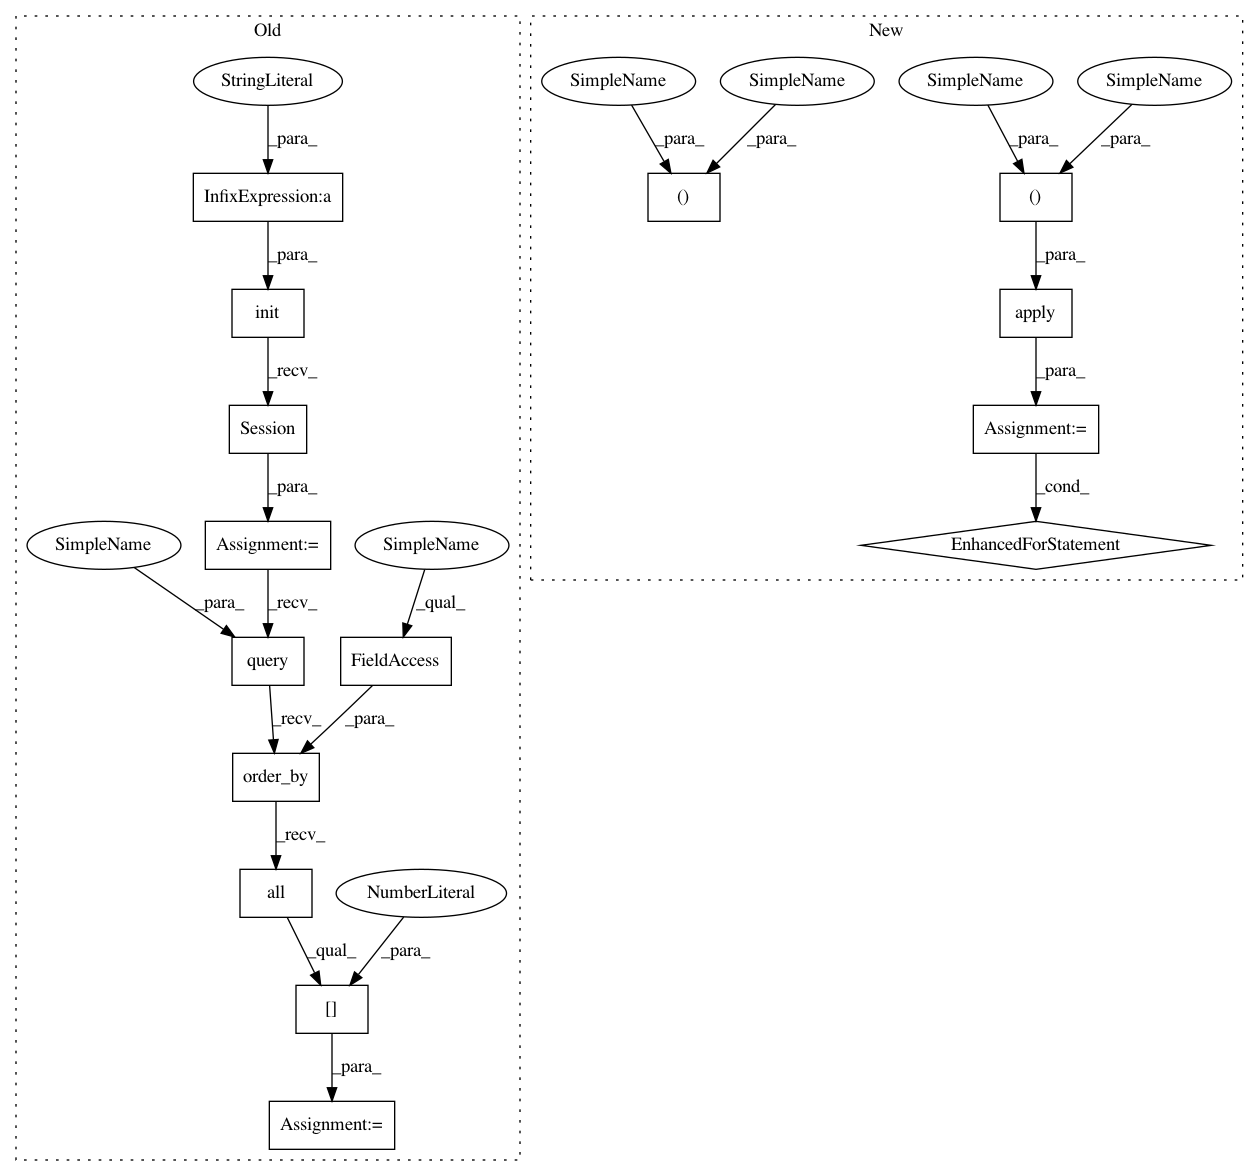 Old
New
StringLiteral
SimpleName
SimpleName
SimpleName
SimpleName
_para_
_para_
_para_
_para_
_para_
InfixExpression:a
()
()
_para_
_para_
init
apply
_recv_
_para_
Session
Assignment:=
_para_
_cond_
SimpleName
Assignment:=
SimpleName
EnhancedForStatement
_para_
_recv_
_qual_
query
FieldAccess
_recv_
_para_
order_by
_recv_
all
NumberLiteral
_qual_
_para_
[]
_para_
Assignment:=